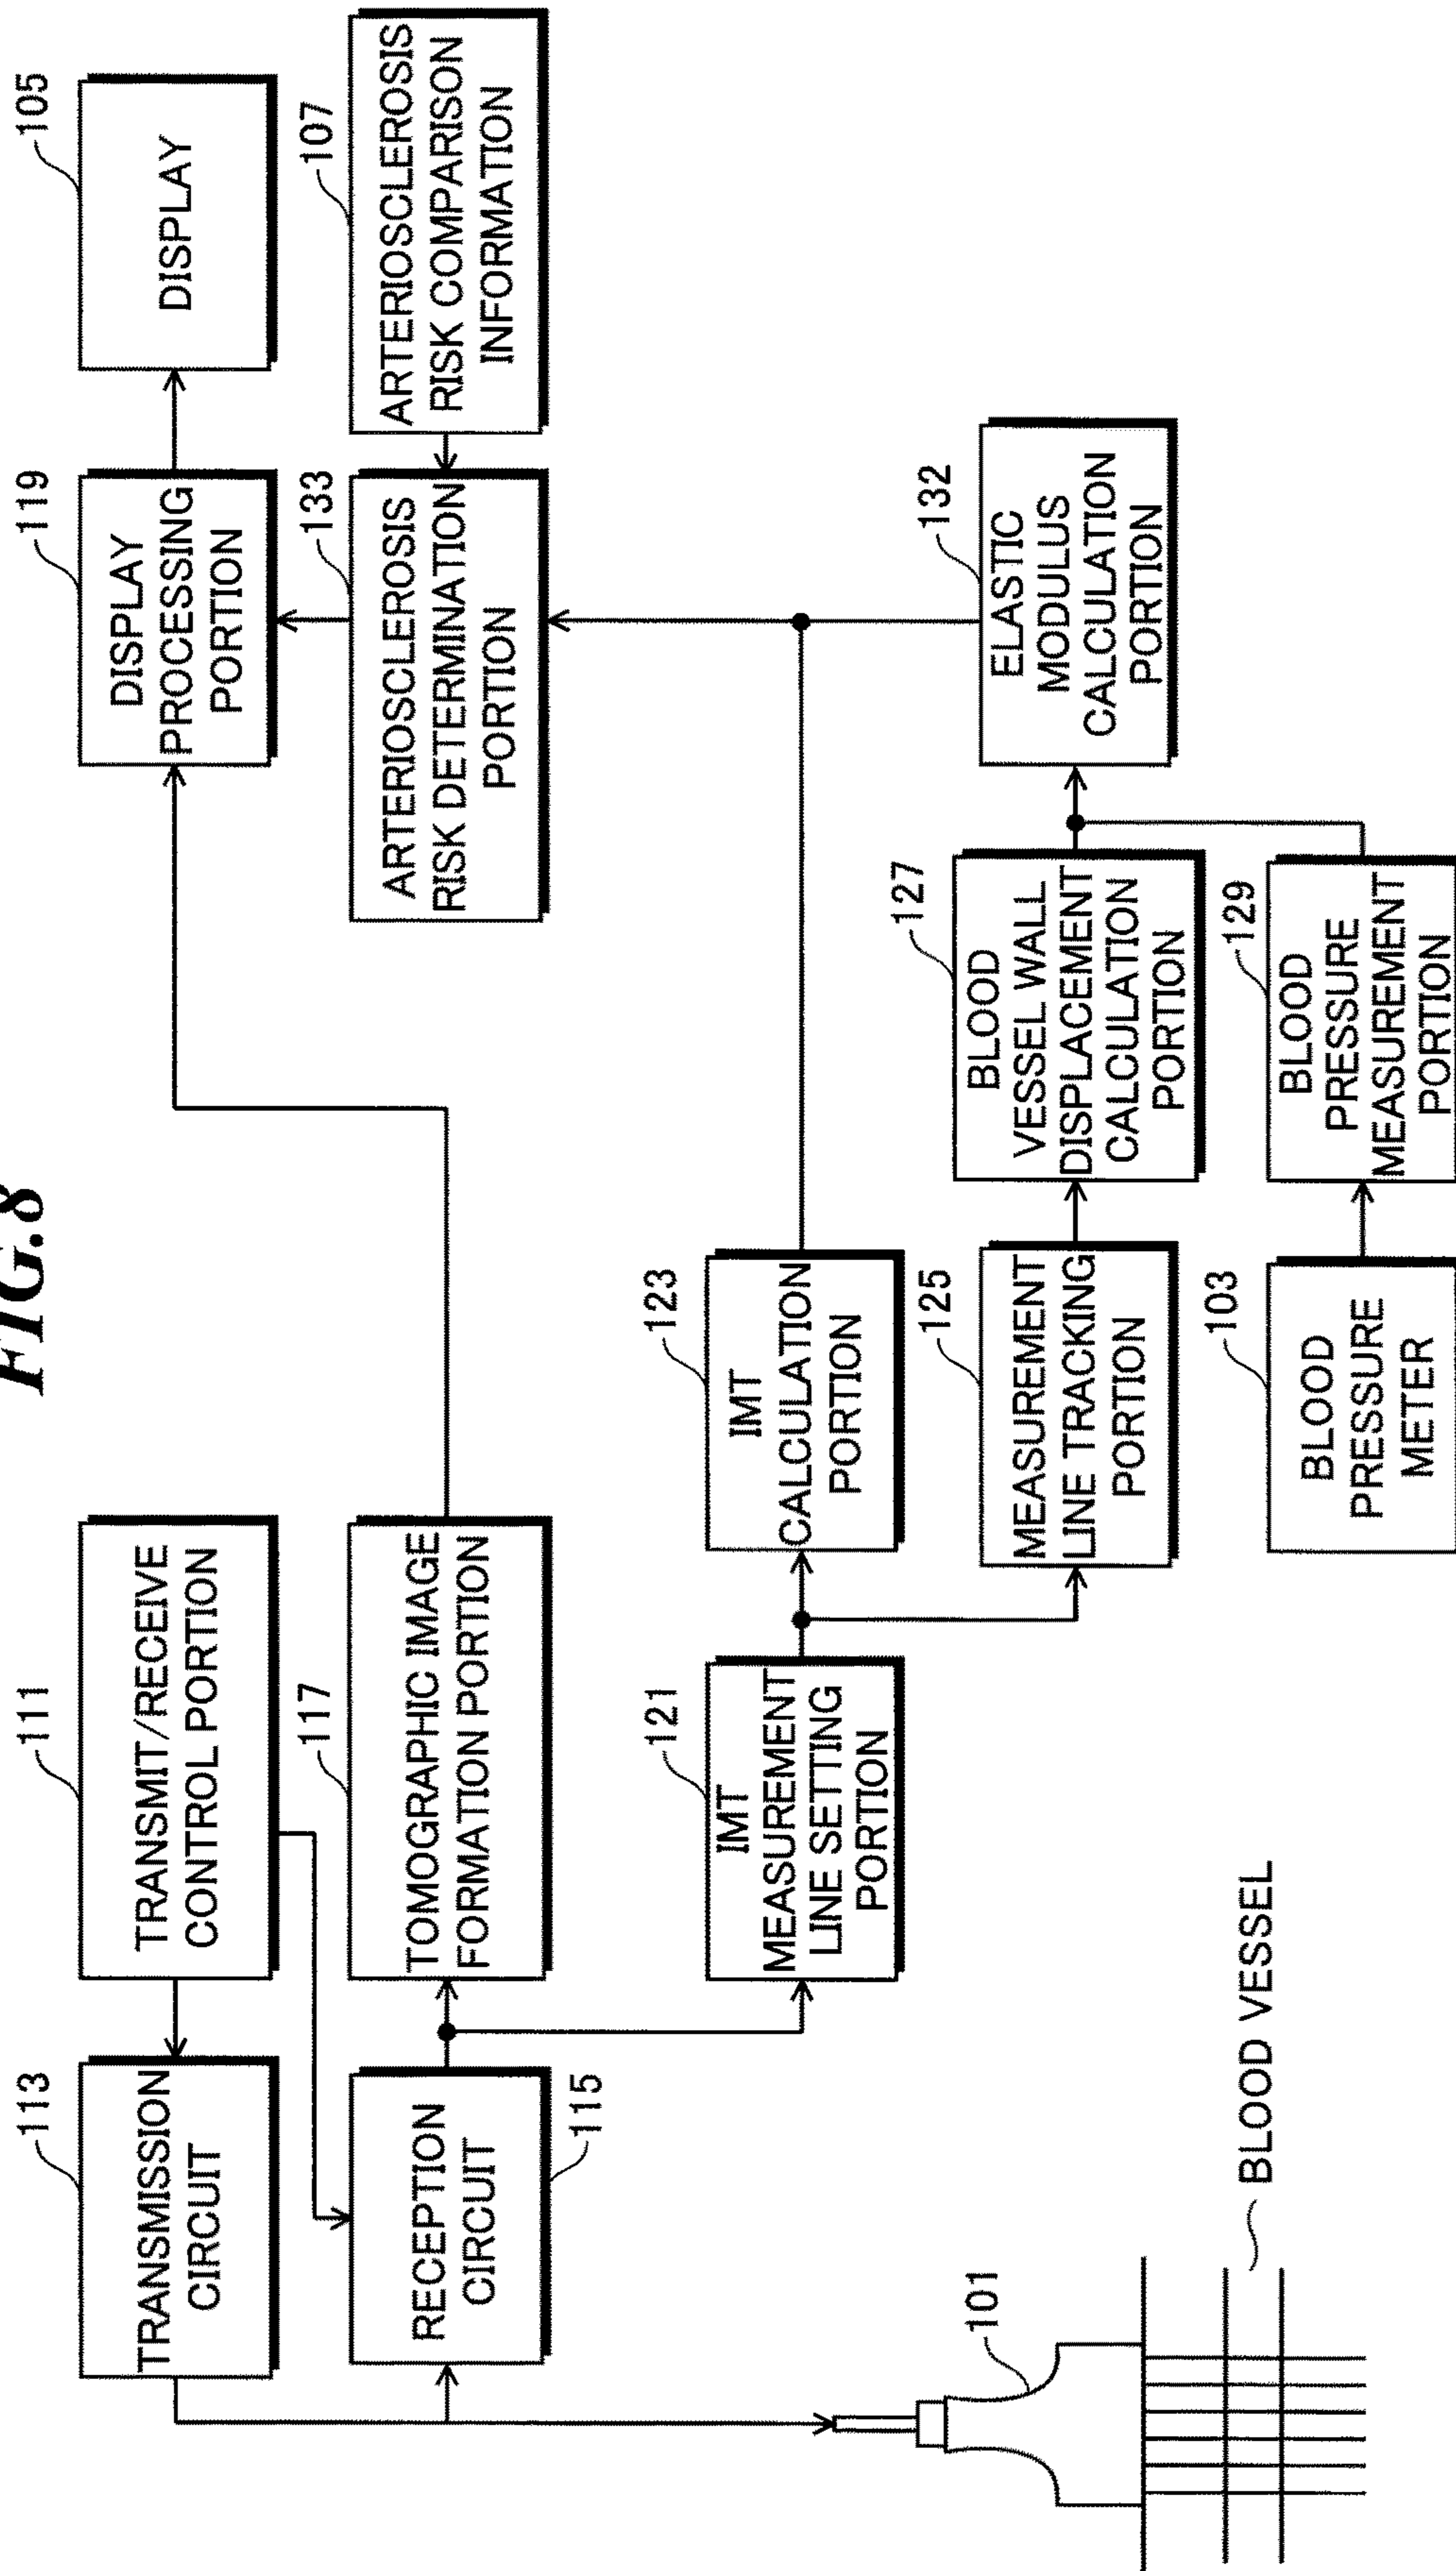 FIG.8
113
TRANSMISSION
CIRCUIT
111
TRANSMIT/RECEIVE
CONTROL PORTION
119
DISPLAY
PROCESSING
PORTION
105
DISPLAY
RECEPTION
CIRCUIT
115
117
TOMOGRAPHIC IMAGE
FORMATION PORTION
133
ARTERIOSCLEROSIS
RISK DETERMINATION
PORTION
107
ARTERIOSCLEROSIS
RISK COMPARISON
INFORMATION
121
IMT
MEASUREMENT
LINE SETTING
PORTION
123
IMT
CALCULATION
PORTION
101
125
MEASUREMENT
LINE TRACKING
PORTION
127
BLOOD
VESSEL WALL
DISPLACEMENT
CALCULATION
PORTION
132
ELASTIC
MODULUS
CALCULATION
PORTION
BLOOD VESSEL
103
BLOOD
PRESSURE
METER
129
BLOOD
PRESSURE
MEASUREMENT
PORTION